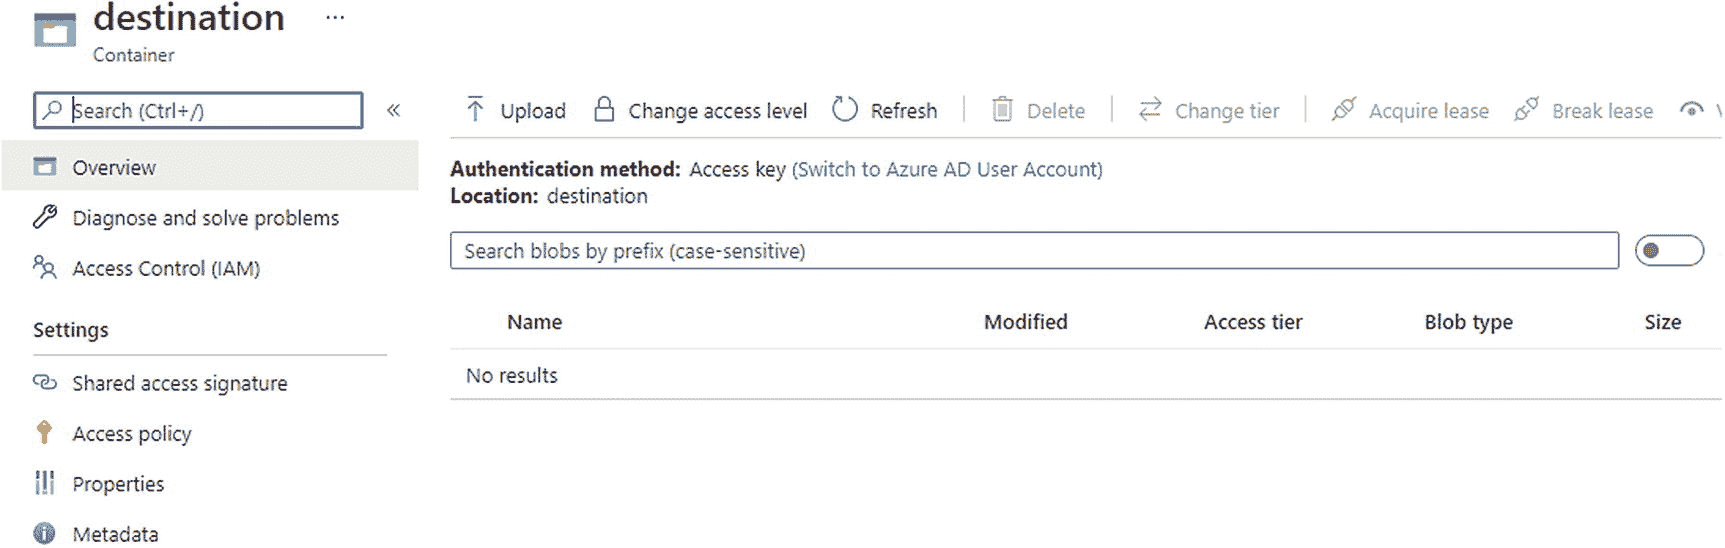 destination ...
Container
Search (Ctrl+/)
«
Upload
Change access level
Refresh
Delete
Change tier
Acquire lease
Break lease
Overview
Diagnose and solve problems
Access Control (IAM)
Settings
Shared access signature
Access policy
Properties
Metadata
Authentication method: Access key (Switch to Azure AD User Account)
Location: destination
Search blobs by prefix (case-sensitive)
Name Modified Access tier Blob type Size
No results